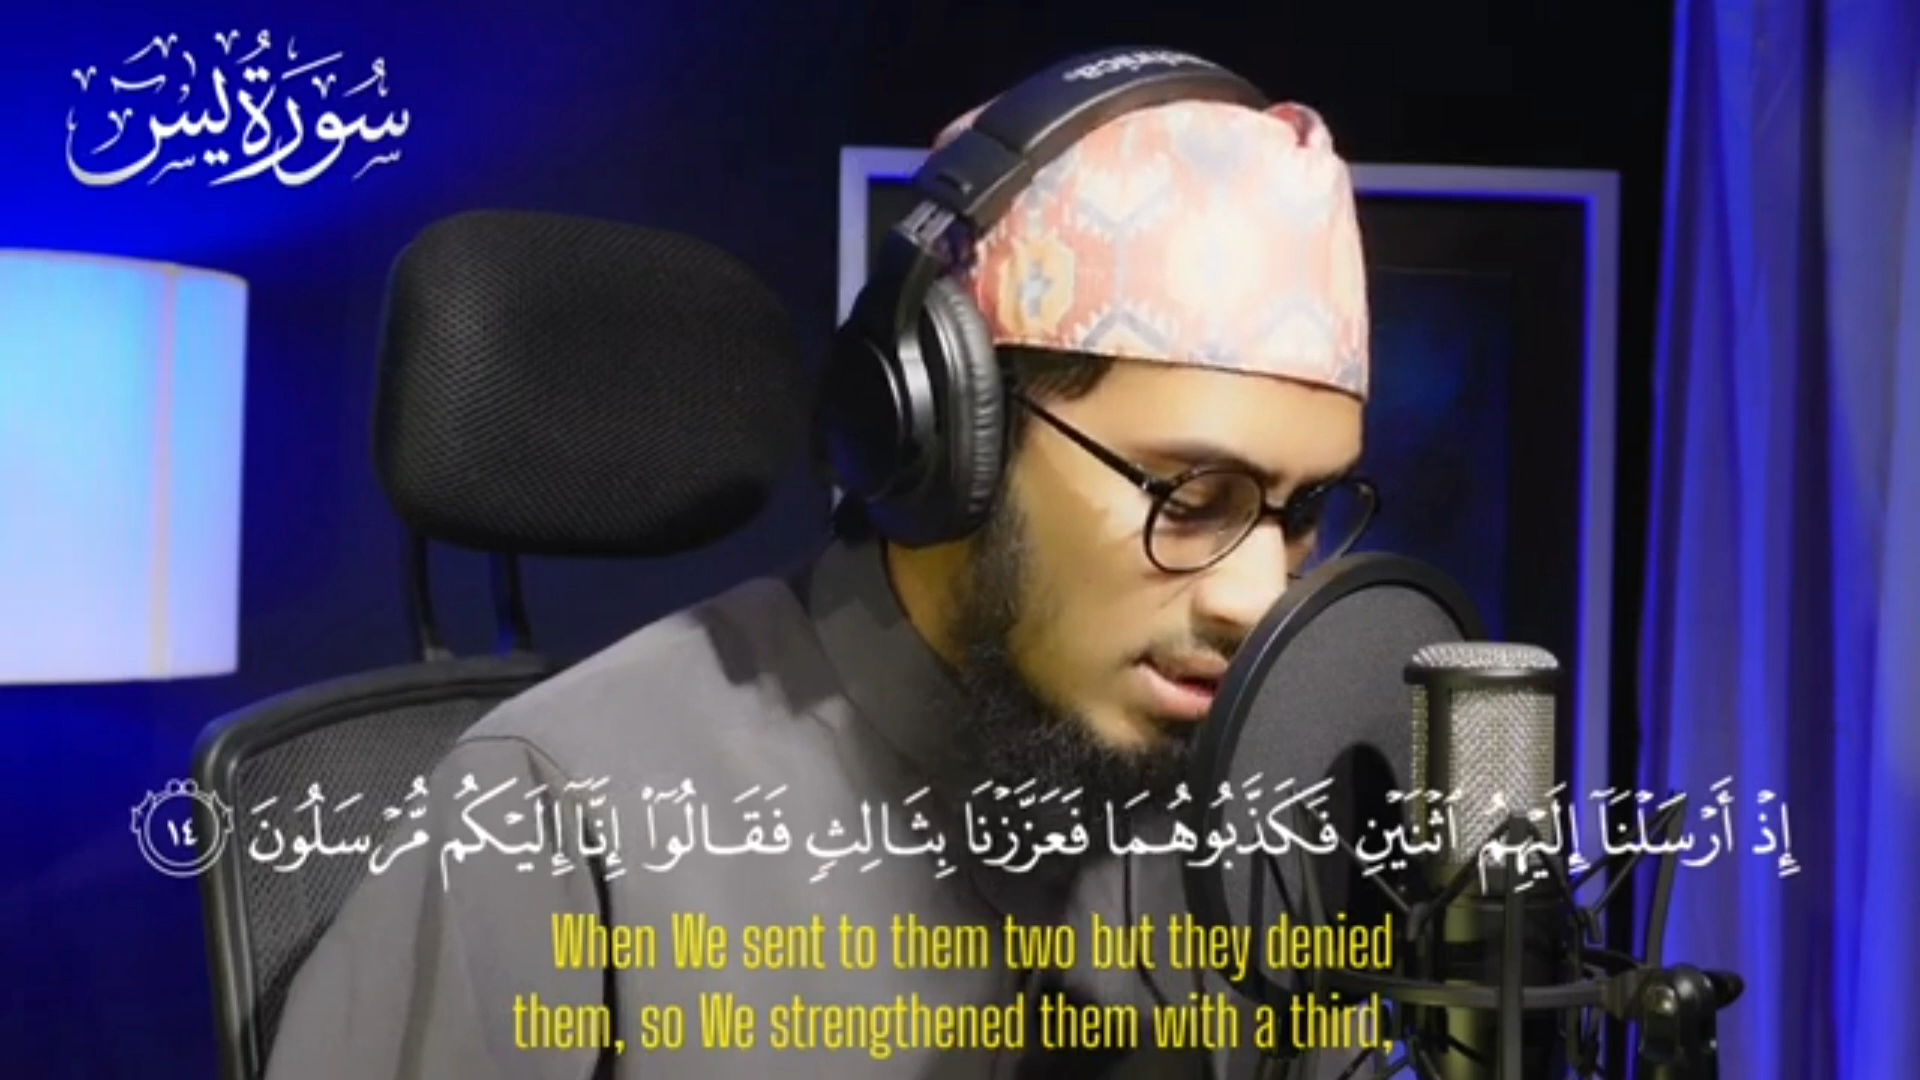 سُورَةُ يسٓ
إِذۡ أَرۡسَلۡنَآ إِلَيۡهِمُ ٱثۡنَيۡنِ فَكَذَّبُوهُمَا فَعَزَّزۡنَا بِثَالِثٖ فَقَالُوٓاْ إِنَّآ إِلَيۡكُم مُّرۡسَلُونَ ١٤
When We sent to them two but they denied
them, so We strengthened them with a third,